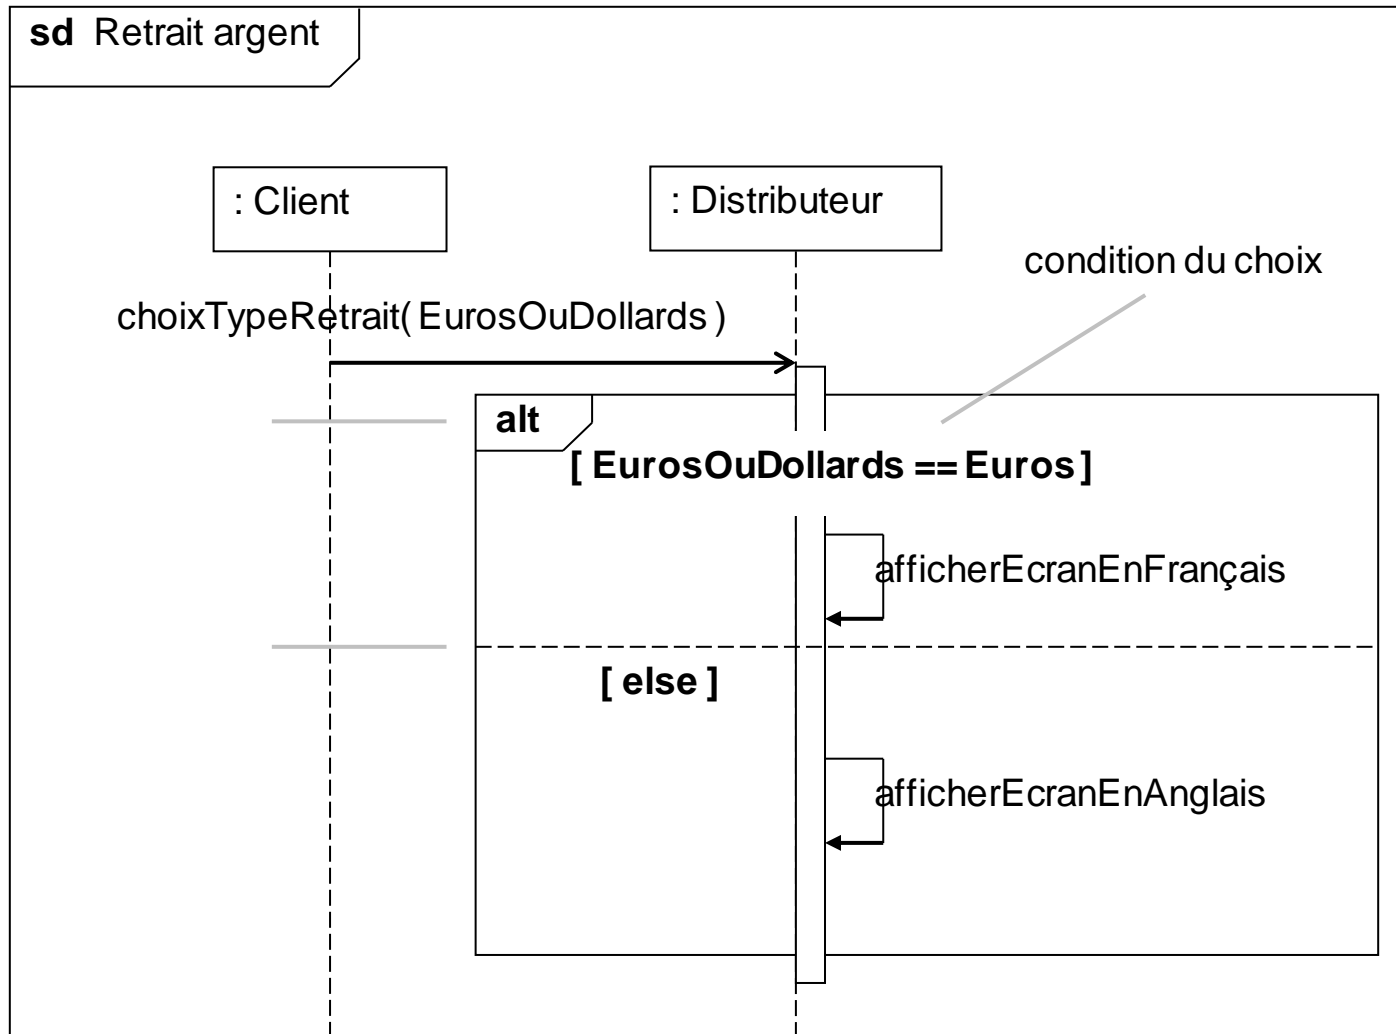 sd Retrait argent
: Client
: Distributeur
condition du choix
choixTypeRetrait( EurosOuDollards )
alt
[ EurosOuDollards == Euros ]
afficherEcranEnFrançais
[ else ]
afficherEcranEnAnglais